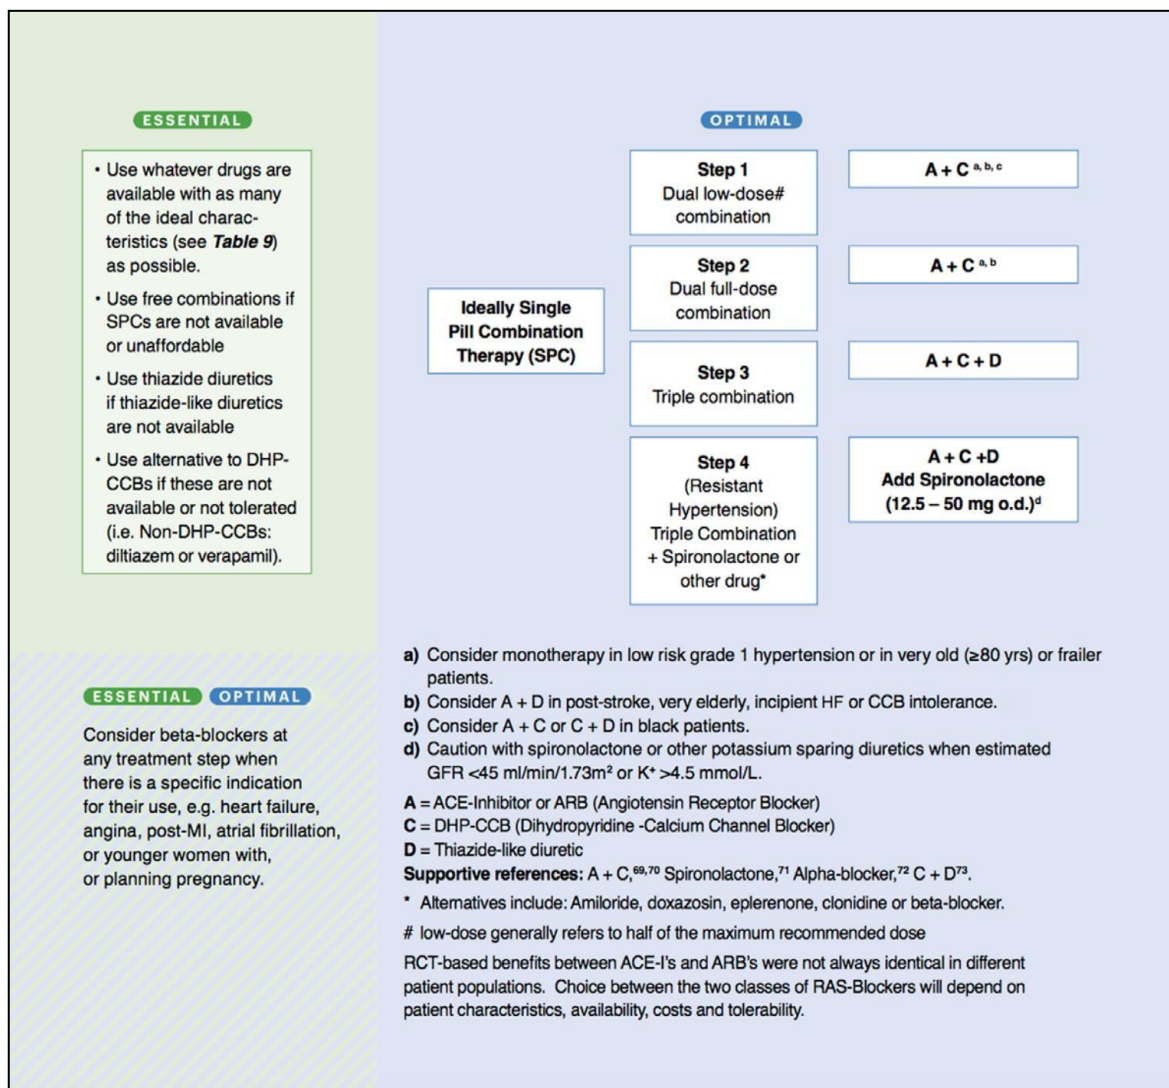 ESSENTIAL
• Use whatever drugs are
available with as many
of the ideal charac-
teristics (see Table 9)
as possible.
• Use free combinations if
SPCs are not available
or unaffordable
• Use thiazide diuretics
if thiazide-like diuretics
are not available
• Use alternative to DHP-
CCBs if these are not
available or not tolerated
(i.e. Non-DHP-CCBs:
diltiazem or verapamil).
ESSENTIAL OPTIMAL
Consider beta-blockers at
any treatment step when
there is a specific indication
for their use, e.g. heart failure,
angina, post-MI, atrial fibrillation,
or younger women with,
or planning pregnancy.
OPTIMAL
Ideally Single
Pill Combination
Therapy (SPC)
Step 1
Dual low-dose#
combination
A + C a, b, c
Step 2
Dual full-dose
combination
A + C a, b
Step 3
Triple combination
A + C + D
Step 4
(Resistant
Hypertension)
Triple Combination
+ Spironolactone or
other drug*
A + C +D
Add Spironolactone
(12.5 – 50 mg o.d.)d
a) Consider monotherapy in low risk grade 1 hypertension or in very old (≥80 yrs) or frailer
patients.
b) Consider A + D in post-stroke, very elderly, incipient HF or CCB intolerance.
c) Consider A + C or C + D in black patients.
d) Caution with spironolactone or other potassium sparing diuretics when estimated
GFR <45 ml/min/1.73m² or K⁺ >4.5 mmol/L.
A = ACE-Inhibitor or ARB (Angiotensin Receptor Blocker)
C = DHP-CCB (Dihydropyridine -Calcium Channel Blocker)
D = Thiazide-like diuretic
Supportive references: A + C,⁶⁹,⁷⁰ Spironolactone,⁷¹ Alpha-blocker,⁷² C + D⁷³.
* Alternatives include: Amiloride, doxazosin, eplerenone, clonidine or beta-blocker.
# low-dose generally refers to half of the maximum recommended dose
RCT-based benefits between ACE-I's and ARB's were not always identical in different
patient populations. Choice between the two classes of RAS-Blockers will depend on
patient characteristics, availability, costs and tolerability.